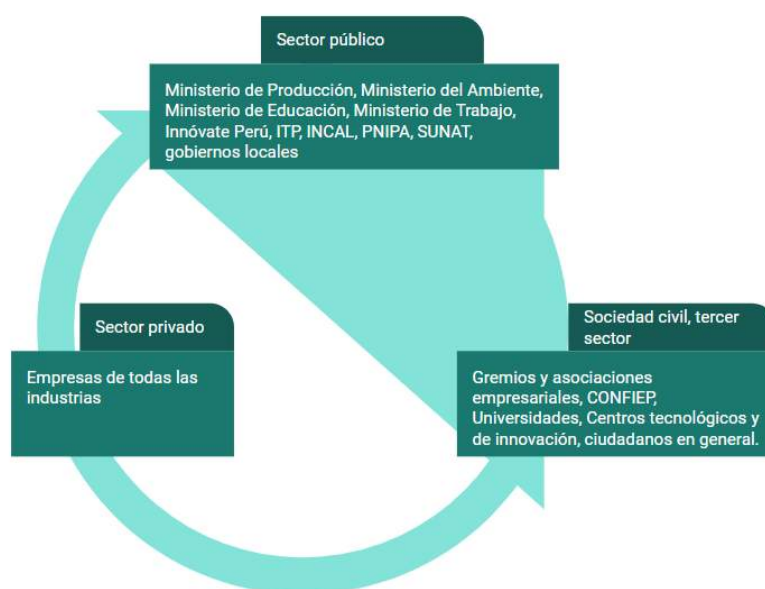 Sector público
Ministerio de Producción, Ministerio del Ambiente,
Ministerio de Educación, Ministerio de Trabajo,
Innóvate Perú, ITP, INCAL, PNIPA, SUNAT,
gobiernos locales
Sector privado
Empresas de todas las
industrias
Sociedad civil, tercer
sector
Gremios y asociaciones
empresariales, CONFIEP,
Universidades, Centros tecnológicos y
de innovación, ciudadanos en general.